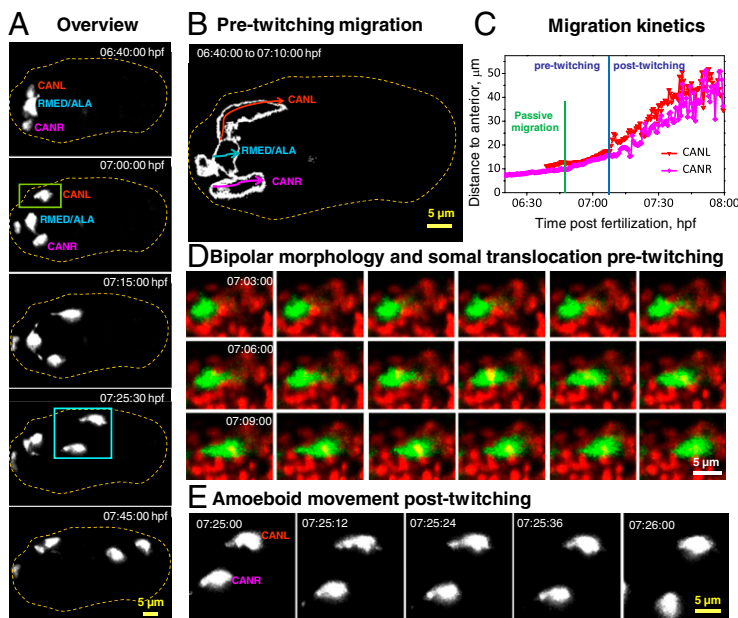 A Overview
06:40:00 hpf
CANL
RMED/ALA
CANR
07:00:00 hpf
CANL
RMED/ALA
CANR
07:15:00 hpf
07:25:30 hpf
07:45:00 hpf
5 µm
B Pre-twitching migration
06:40:00 to 07:10:00 hpf
CANL
RMED/ALA
CANR
5 µm
C Migration kinetics
pre-twitching
post-twitching
Passive
migration
CANL
CANR
Distance to anterior, µm
50
40
30
20
10
0
06:30
07:00
07:30
08:00
Time post fertilization, hpf
D Bipolar morphology and somal translocation pre-twitching
07:03:00
07:06:00
07:09:00
5 µm
E Amoeboid movement post-twitching
07:25:00
CANL
CANR
07:25:12
07:25:24
07:25:36
07:26:00
5 µm